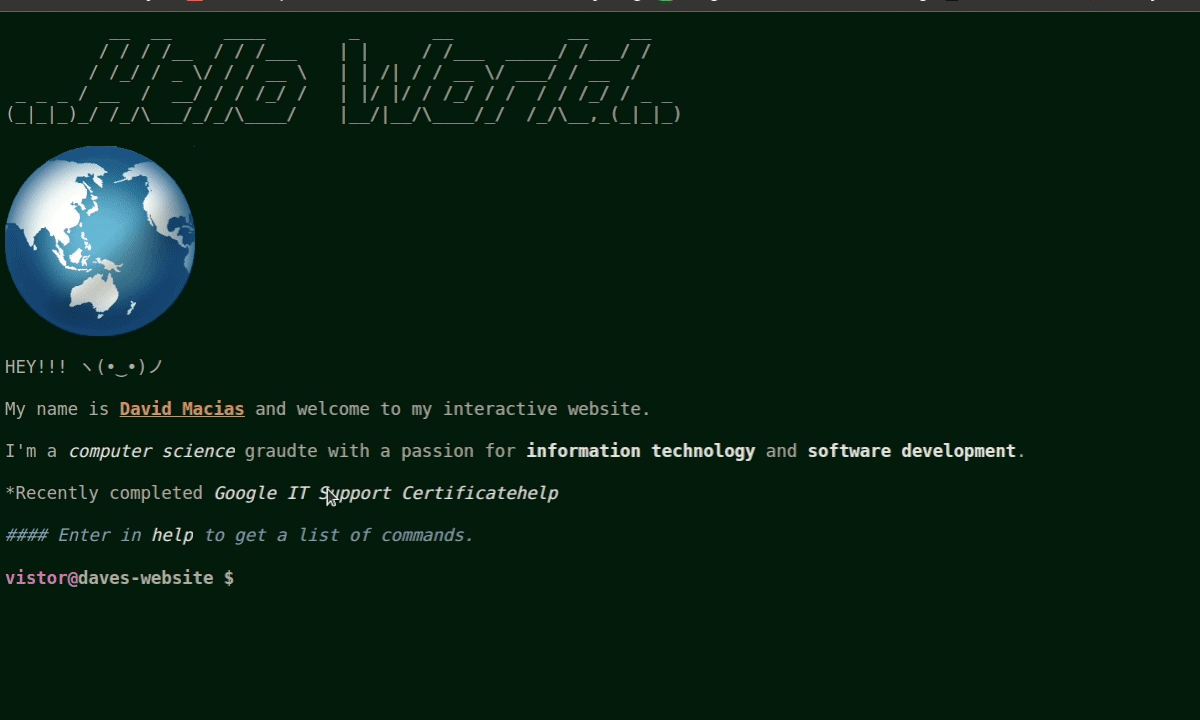 ...Hello World...
HEY!!! ヽ(•‿•)ノ
My name is David Macias and welcome to my interactive website.
I'm a computer science graudte with a passion for information technology and software development.
*Recently completed Google IT Support Certificatehelp
#### Enter in help to get a list of commands.
vistor@daves-website $